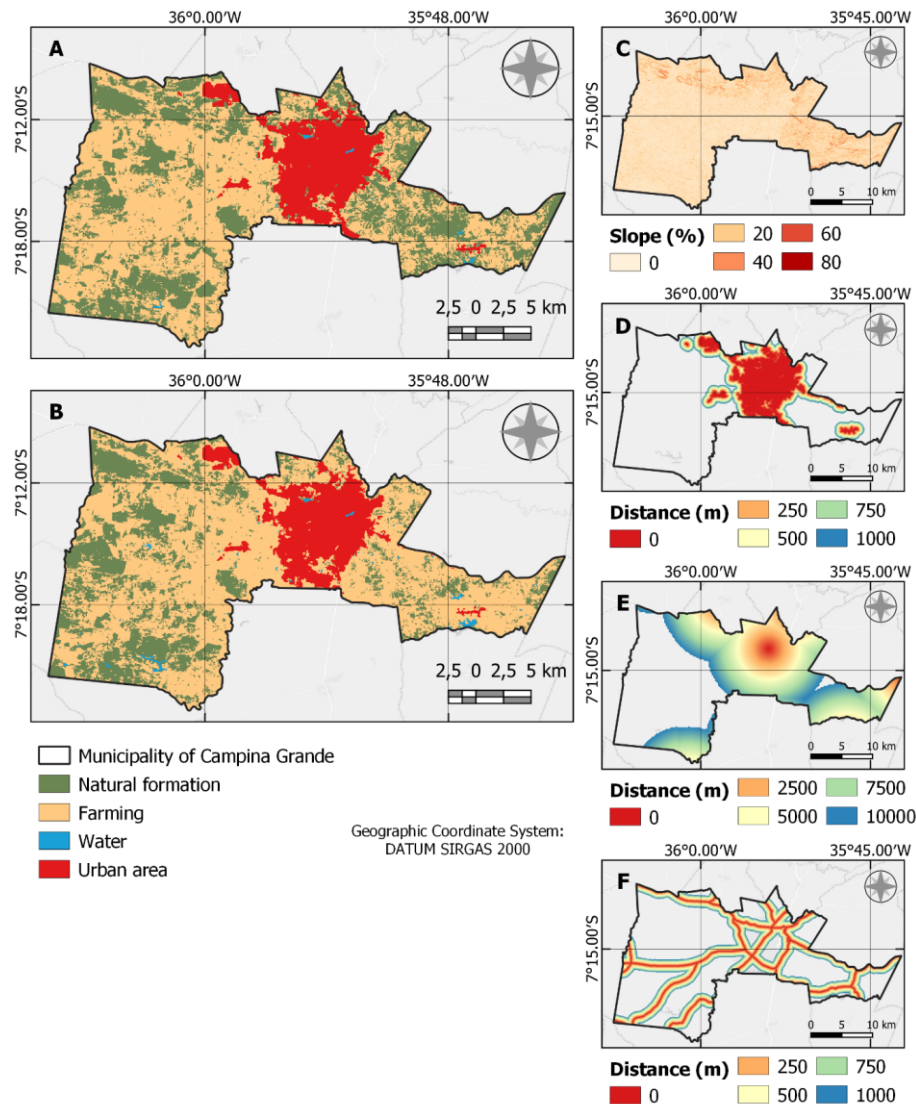 36°0.00'W 35°48.00'W
A
7°12.00'S
7°18.00'S
2,5 0 2,5 5 km
36°0.00'W 35°48.00'W
B
7°12.00'S
7°18.00'S
2,5 0 2,5 5 km
Municipality of Campina Grande
Natural formation
Farming
Water
Urban area
Geographic Coordinate System:
DATUM SIRGAS 2000
36°0.00'W 35°45.00'W
C
7°15.00'S
0 5 10 km
Slope (%) 20 60
0 40 80
36°0.00'W 35°45.00'W
D
7°15.00'S
0 5 10 km
Distance (m) 250 750
0 500 1000
36°0.00'W 35°45.00'W
E
7°15.00'S
0 5 10 km
Distance (m) 2500 7500
0 5000 10000
36°0.00'W 35°45.00'W
F
7°15.00'S
0 5 10 km
Distance (m) 250 750
0 500 1000